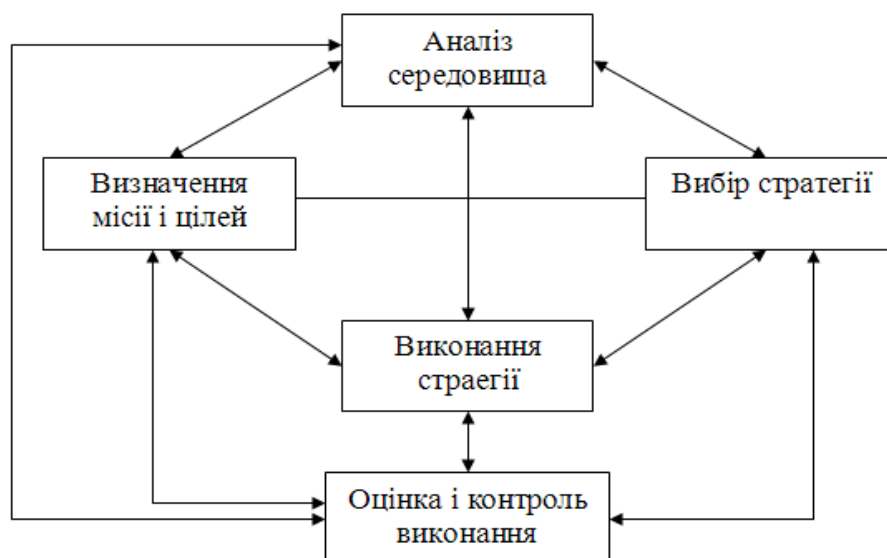 Аналіз
середовища
Визначення
місії і цілей
Вибір стратегії
Виконання
страегії
Оцінка і контроль
виконання